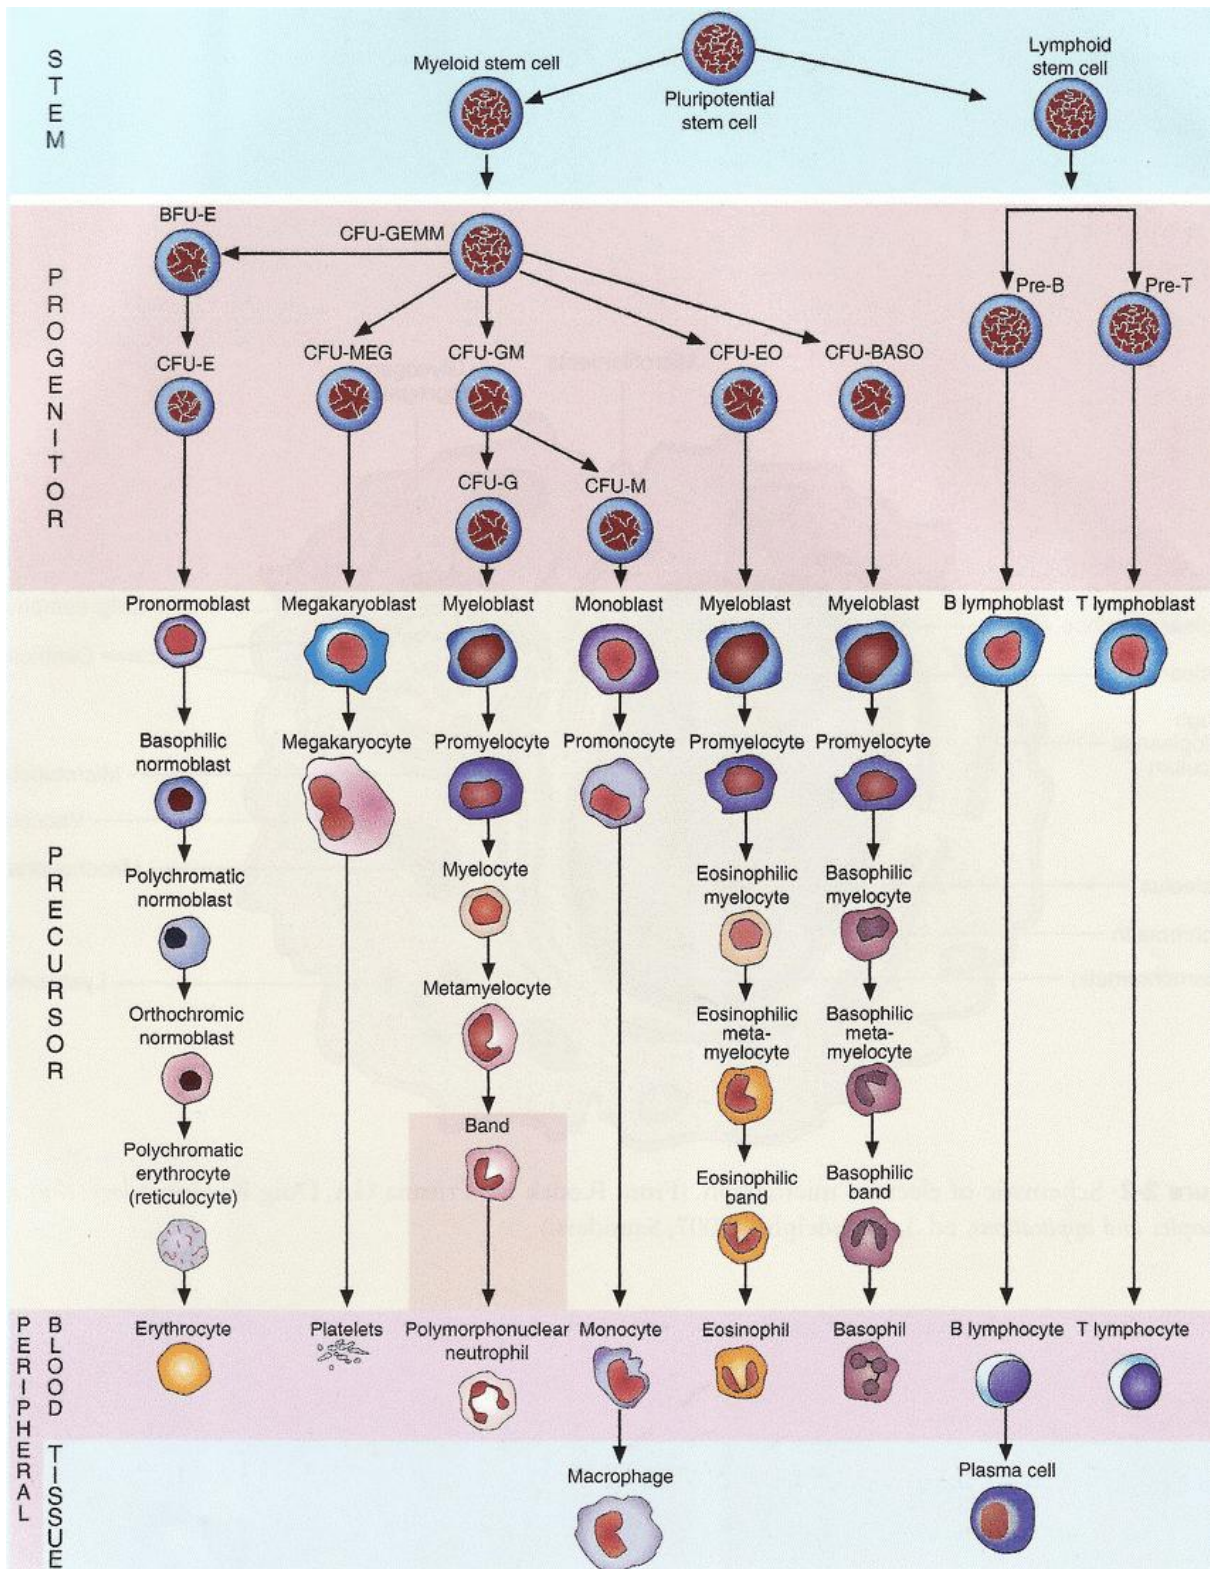 STEM
Myeloid stem cell
Pluripotential
stem cell
Lymphoid
stem cell
PROGENITOR
BFU-E
CFU-GEMM
Pre-B
Pre-T
CFU-E
CFU-MEG
CFU-GM
CFU-EO
CFU-BASO
CFU-G
CFU-M
PRECURSOR
Pronormoblast
Megakaryoblast
Myeloblast
Monoblast
Myeloblast
Myeloblast
B lymphoblast
T lymphoblast
Basophilic
normoblast
Megakaryocyte
Promyelocyte
Promonocyte
Promyelocyte
Promyelocyte
Polychromatic
normoblast
Myelocyte
Eosinophilic
myelocyte
Basophilic
myelocyte
Orthochromic
normoblast
Metamyelocyte
Eosinophilic
meta-
myelocyte
Basophilic
meta-
myelocyte
Polychromatic
erythrocyte
(reticulocyte)
Band
Eosinophilic
band
Basophilic
band
PERIPHERAL
BLOOD
Erythrocyte
Platelets
Polymorphonuclear
neutrophil
Monocyte
Eosinophil
Basophil
B lymphocyte
T lymphocyte
TISSUE
Macrophage
Plasma cell